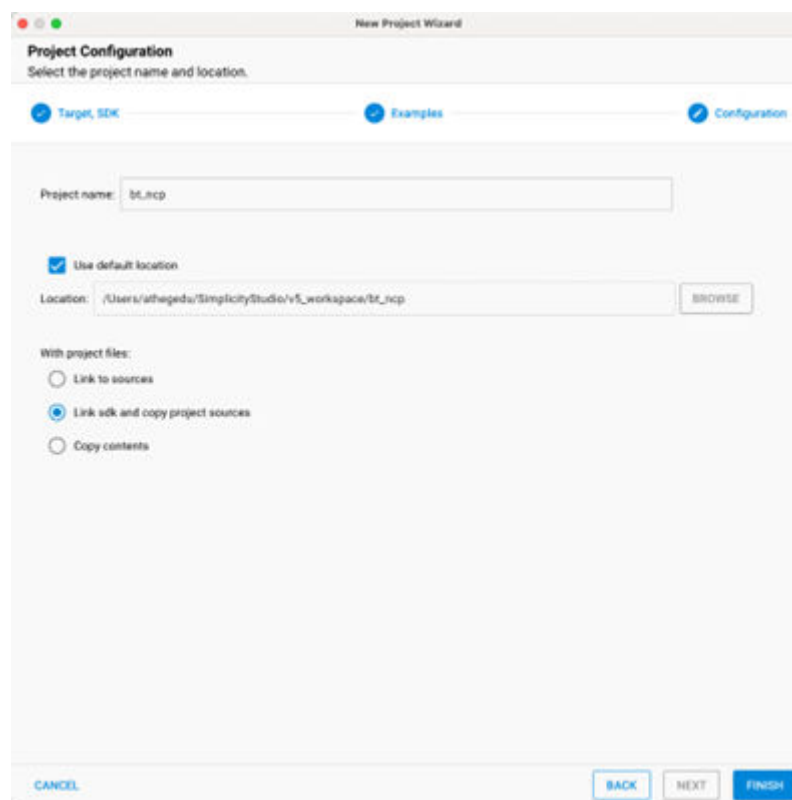 New Project Wizard
Project Configuration
Select the project name and location.
Target, SDK Examples Configuration
Project name: bt_ncp
Use default location
Location: /Users/athegedu/SimplicityStudio/v5_workspace/bt_ncp BROWSE
With project files:
Link to sources
Link sdk and copy project sources
Copy contents
CANCEL BACK NEXT FINISH